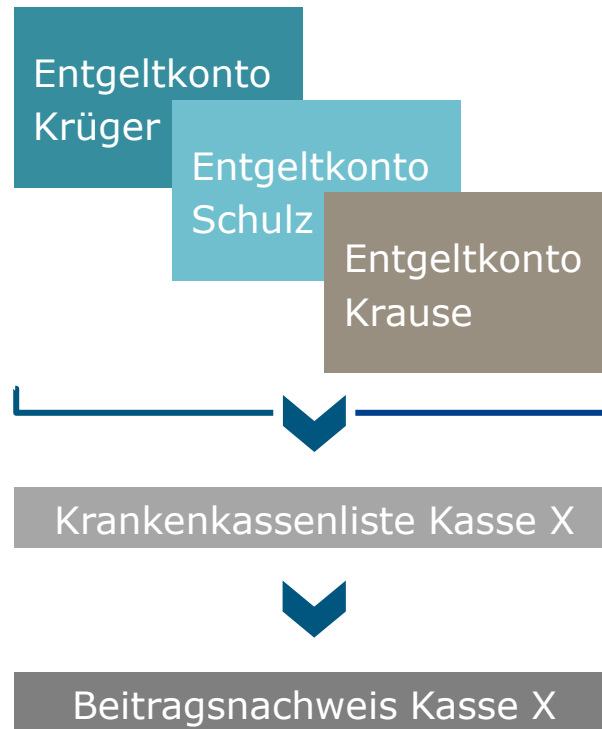 Entgeltkonto
Krüger
Entgeltkonto
Schulz
Entgeltkonto
Krause
Krankenkassenliste Kasse X
Beitragsnachweis Kasse X